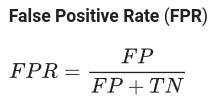 False Positive Rate (FPR)
FPR = FP / FP + TN